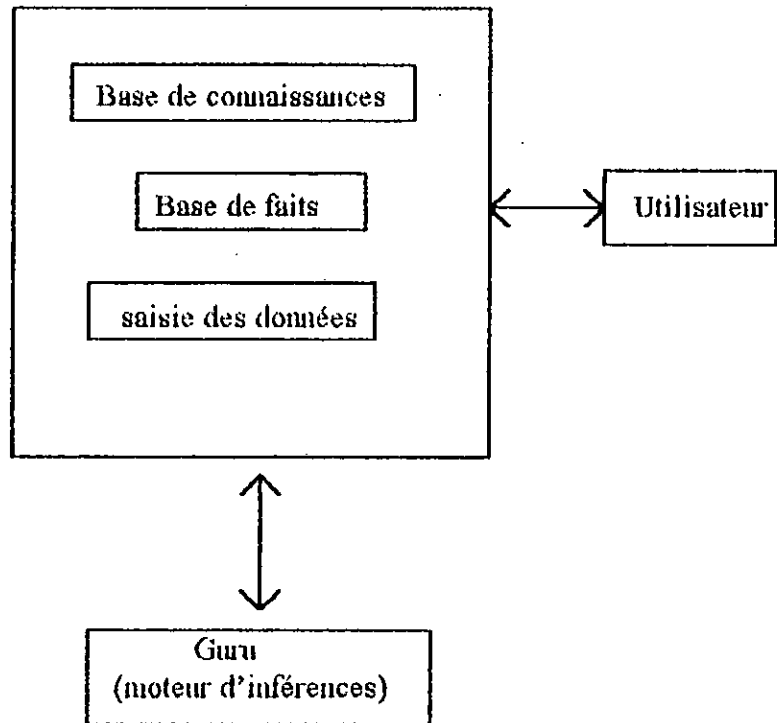 Base de connaissances
Base de faits
Utilisateur
saisie des données
Guru
(moteur d'inférences)